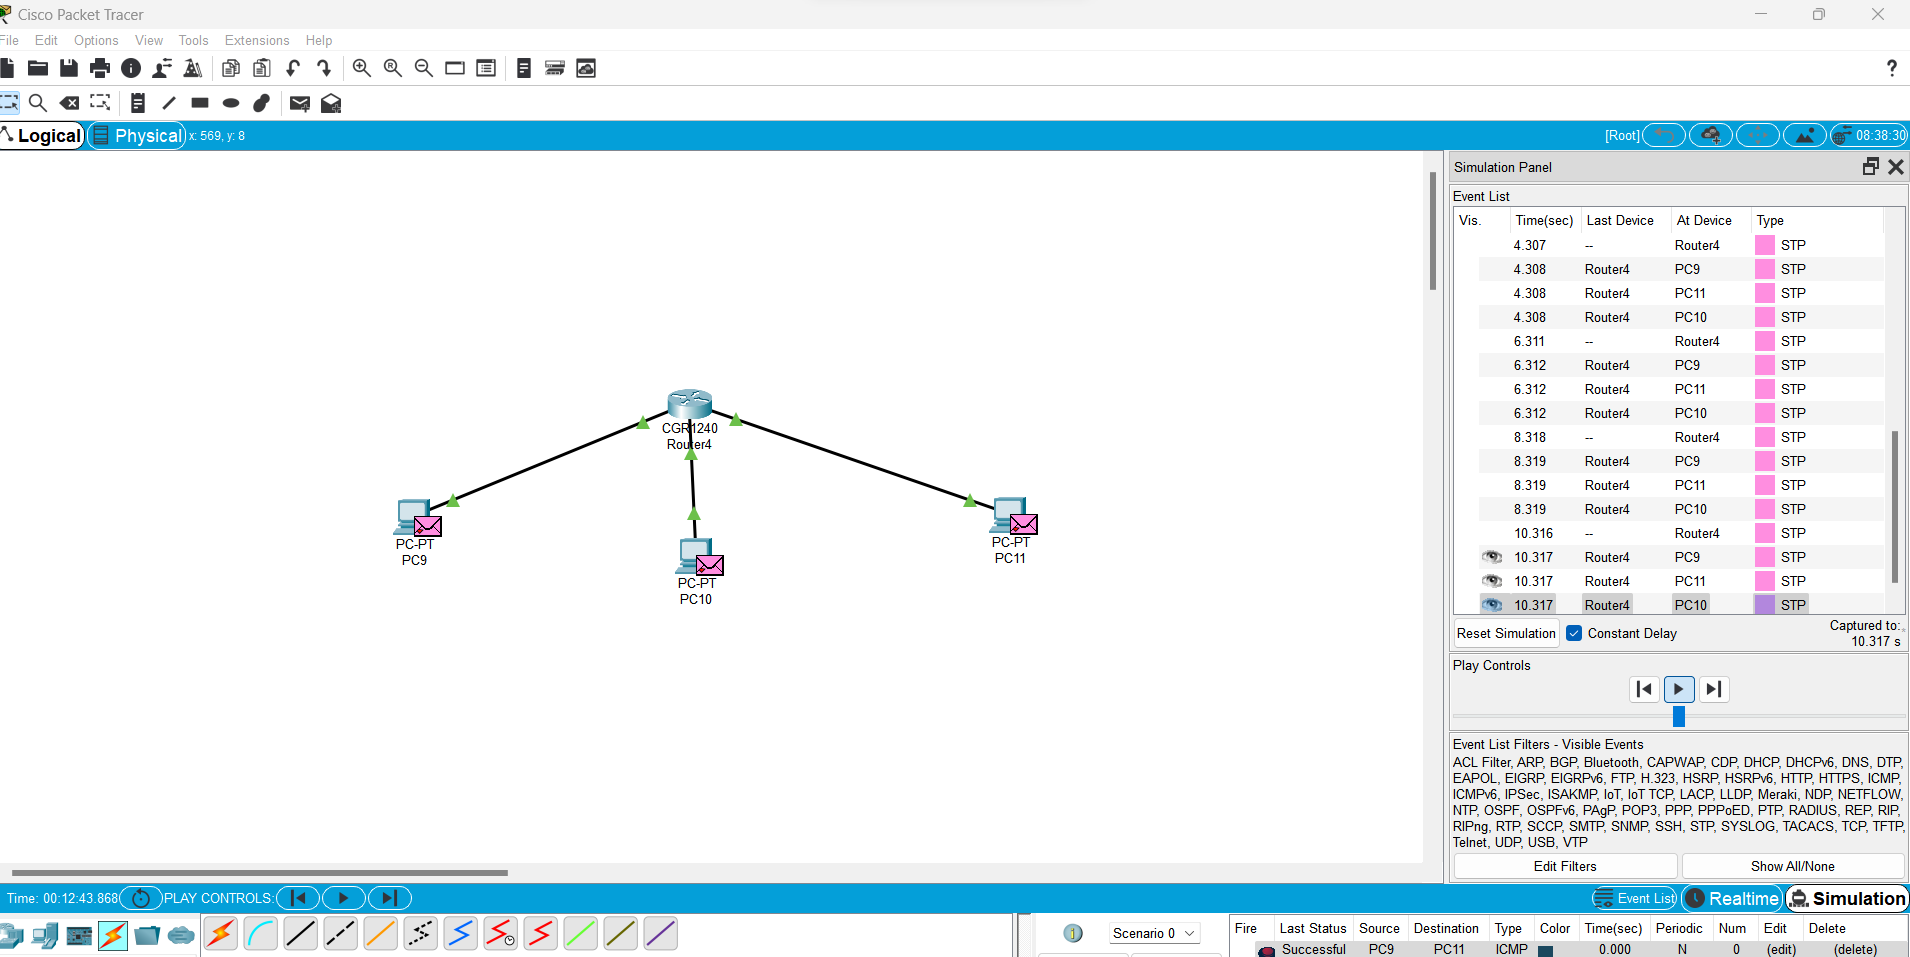 Cisco Packet Tracer
File Edit Options View Tools Extensions Help
?
Logical Physical x: 569, y: 8 [Root] 08:38:30
Simulation Panel
Event List
Vis. Time(sec) Last Device At Device Type
4.307 -- Router4 STP
4.308 Router4 PC9 STP
4.308 Router4 PC11 STP
4.308 Router4 PC10 STP
6.311 -- Router4 STP
6.312 Router4 PC9 STP
6.312 Router4 PC11 STP
6.312 Router4 PC10 STP
8.318 -- Router4 STP
8.319 Router4 PC9 STP
8.319 Router4 PC11 STP
8.319 Router4 PC10 STP
10.316 -- Router4 STP
10.317 Router4 PC9 STP
10.317 Router4 PC11 STP
10.317 Router4 PC10 STP
Reset Simulation Constant Delay Captured to:
10.317 s
Play Controls
Event List Filters - Visible Events
ACL Filter, ARP, BGP, Bluetooth, CAPWAP, CDP, DHCP, DHCPv6, DNS, DTP,
EAPOL, EIGRP, EIGRPv6, FTP, H.323, HSRP, HSRPv6, HTTP, HTTPS, ICMP,
ICMPv6, IPSec, ISAKMP, IoT, IoT TCP, LACP, LLDP, Meraki, NDP, NETFLOW,
NTP, OSPF, OSPFv6, PAgP, POP3, PPP, PPPoED, PTP, RADIUS, REP, RIP,
RIPng, RTP, SCCP, SMTP, SNMP, SSH, STP, SYSLOG, TACACS, TCP, TFTP,
Telnet, UDP, USB, VTP
Edit Filters Show All/None
CGR1240
Router4
PC-PT
PC9
PC-PT
PC10
PC-PT
PC11
Time: 00:12:43.868 PLAY CONTROLS: Event List Realtime Simulation
Scenario 0
Fire Last Status Source Destination Type Color Time(sec) Periodic Num Edit Delete
Successful PC9 PC11 ICMP 0.000 N 0 (edit) (delete)